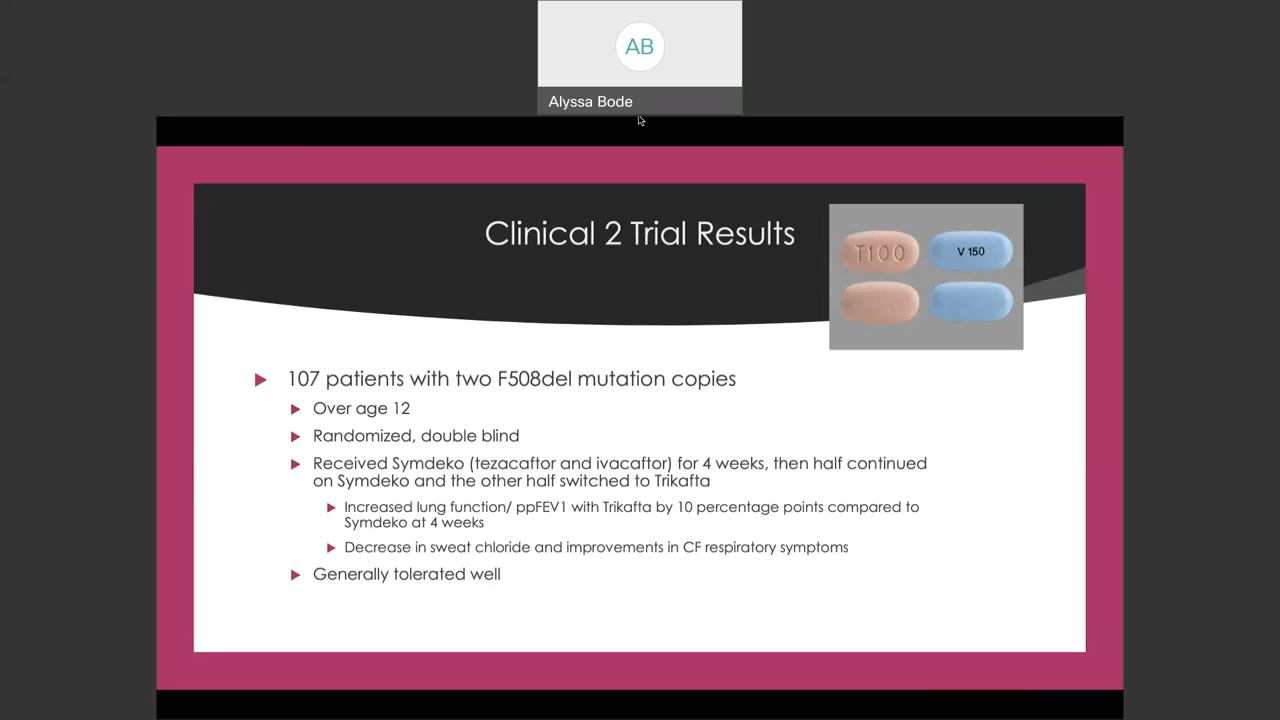 AB
Alyssa Bode
Clinical 2 Trial Results
T100
V 150
107 patients with two F508del mutation copies
Over age 12
Randomized, double blind
Received Symdeko (tezacaftor and ivacaftor) for 4 weeks, then half continued
on Symdeko and the other half switched to Trikafta
Increased lung function/ ppFEV1 with Trikafta by 10 percentage points compared to
Symdeko at 4 weeks
Decrease in sweat chloride and improvements in CF respiratory symptoms
Generally tolerated well